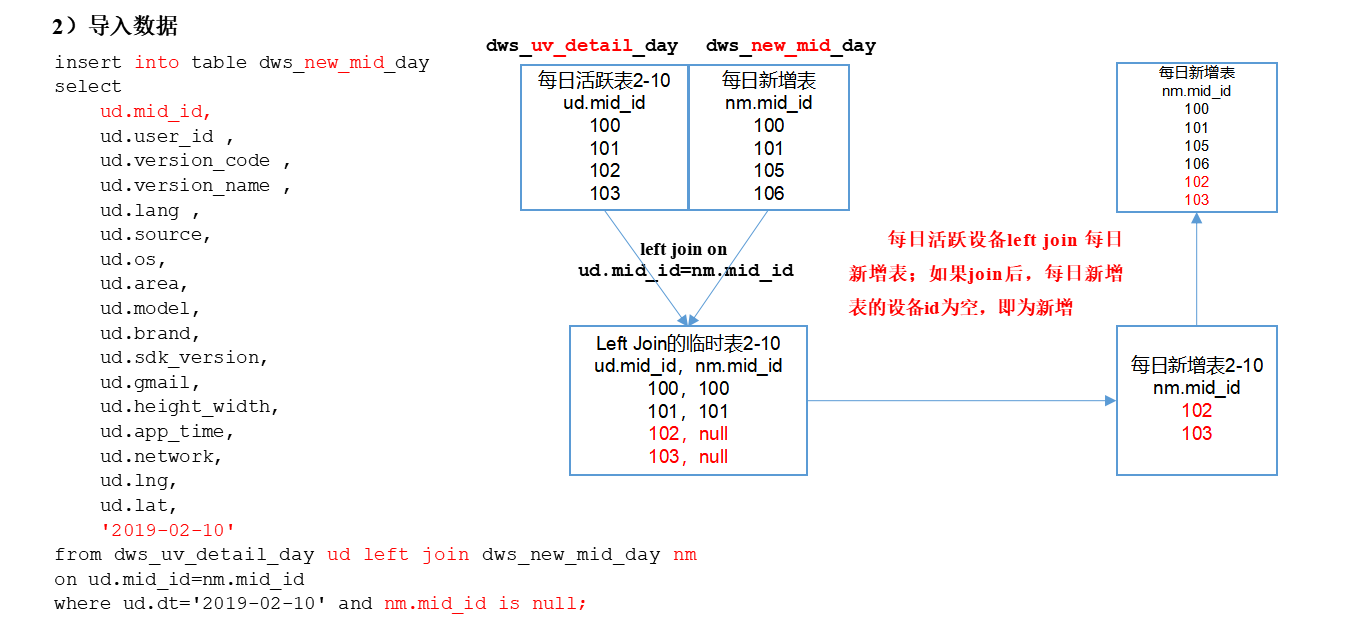 2）导入数据
insert into table dws_new_mid_day
select
ud.mid_id,
ud.user_id ,
ud.version_code ,
ud.version_name ,
ud.lang ,
ud.source,
ud.os,
ud.area,
ud.model,
ud.brand,
ud.sdk_version,
ud.gmail,
ud.height_width,
ud.app_time,
ud.network,
ud.lng,
ud.lat,
'2019-02-10'
from dws_uv_detail_day ud left join dws_new_mid_day nm
on ud.mid_id=nm.mid_id
where ud.dt='2019-02-10' and nm.mid_id is null;
dws_uv_detail_day
每日活跃表2-10
ud.mid_id
100
101
102
103
dws_new_mid_day
每日新增表
nm.mid_id
100
101
105
106
left join on
ud.mid_id=nm.mid_id
Left Join的临时表2-10
ud.mid_id，nm.mid_id
100，100
101，101
102，null
103，null
每日活跃设备left join 每日
新增表；如果join后，每日新增
表的设备id为空，即为新增
每日新增表2-10
nm.mid_id
102
103
每日新增表
nm.mid_id
100
101
105
106
102
103